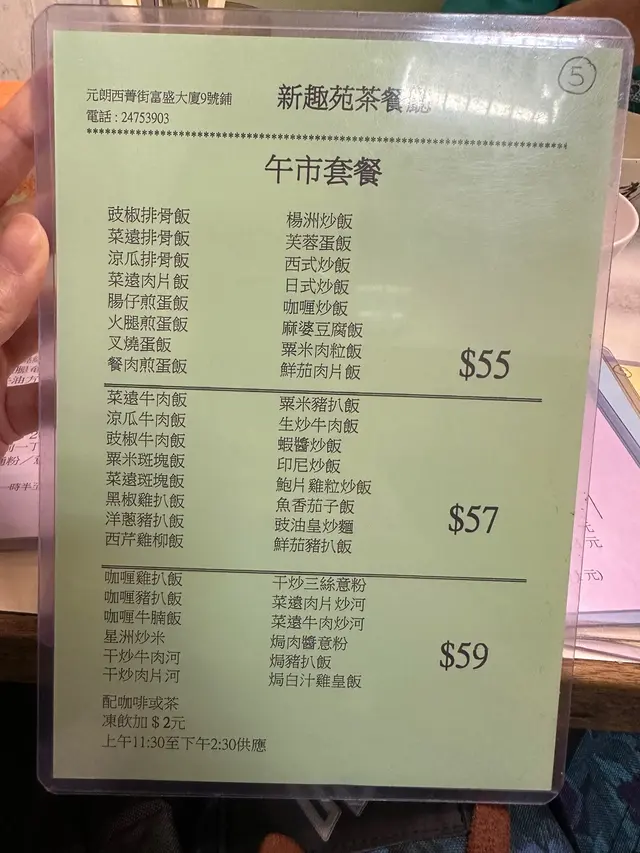 ⑤
元朗西菁街富盛大廈9號鋪
新趣苑茶餐廳
電話 : 24753903
午市套餐
豉椒排骨飯
菜遠排骨飯
涼瓜排骨飯
菜遠肉片飯
腸仔煎蛋飯
火腿煎蛋飯
叉燒蛋飯
餐肉煎蛋飯
楊洲炒飯
芙蓉蛋飯
西式炒飯
日式炒飯
咖喱炒飯
麻婆豆腐飯
粟米肉粒飯
鮮茄肉片飯
$55
菜遠牛肉飯
涼瓜牛肉飯
豉椒牛肉飯
粟米斑塊飯
菜遠斑塊飯
黑椒雞扒飯
洋蔥豬扒飯
西芹雞柳飯
粟米豬扒飯
生炒牛肉飯
蝦醬炒飯
印尼炒飯
鮑片雞粒炒飯
魚香茄子飯
豉油皇炒麵
鮮茄豬扒飯
$57
咖喱雞扒飯
咖喱豬扒飯
咖喱牛腩飯
星洲炒米
干炒牛肉河
干炒肉片河
干炒三絲意粉
菜遠肉片炒河
菜遠牛肉炒河
焗肉醬意粉
焗豬扒飯
焗白汁雞皇飯
$59
配咖啡或茶
凍飲加 $ 2元
上午11:30至下午2:30供應